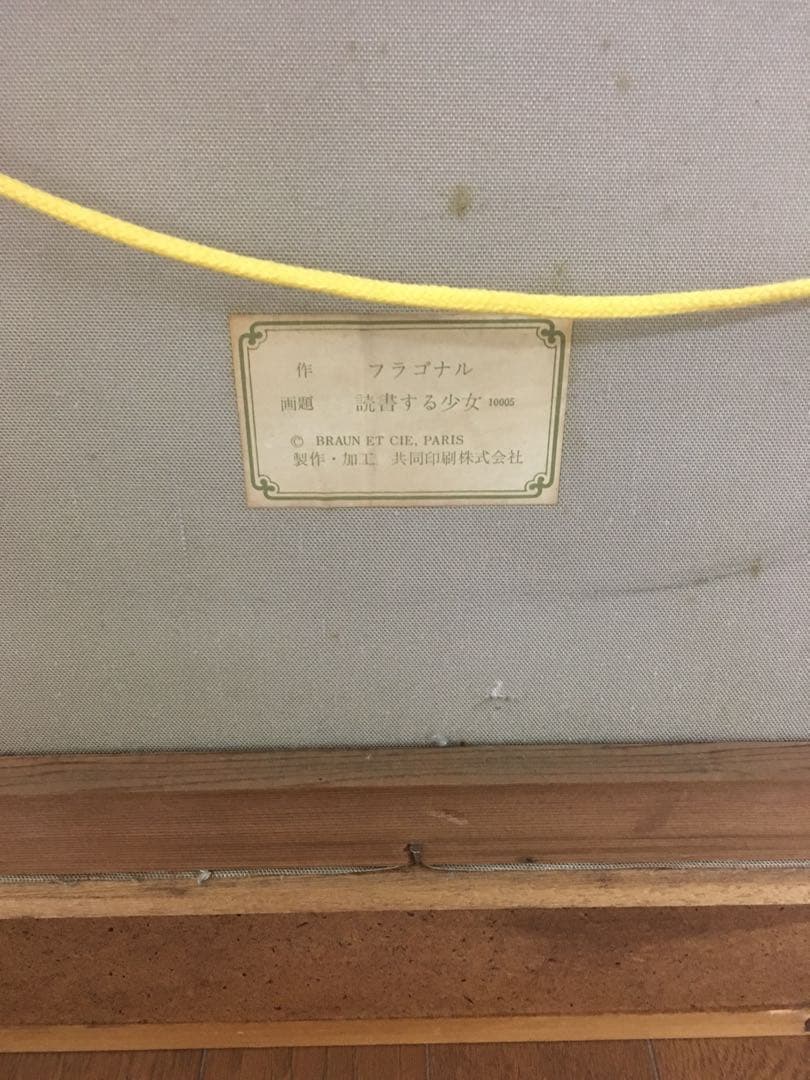 作 フラゴナル
画題 読書する少女 10005
© BRAUN ET CIE, PARIS
製作・加工 共同印刷株式会社